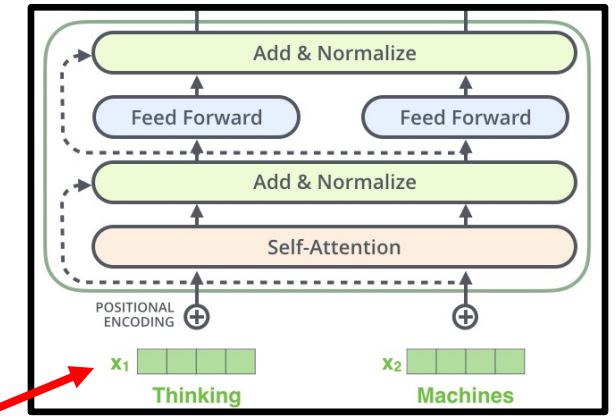 Add & Normalize
Feed Forward Feed Forward
Add & Normalize
Self-Attention
POSITIONAL
ENCODING
x₁ x₂
Thinking Machines